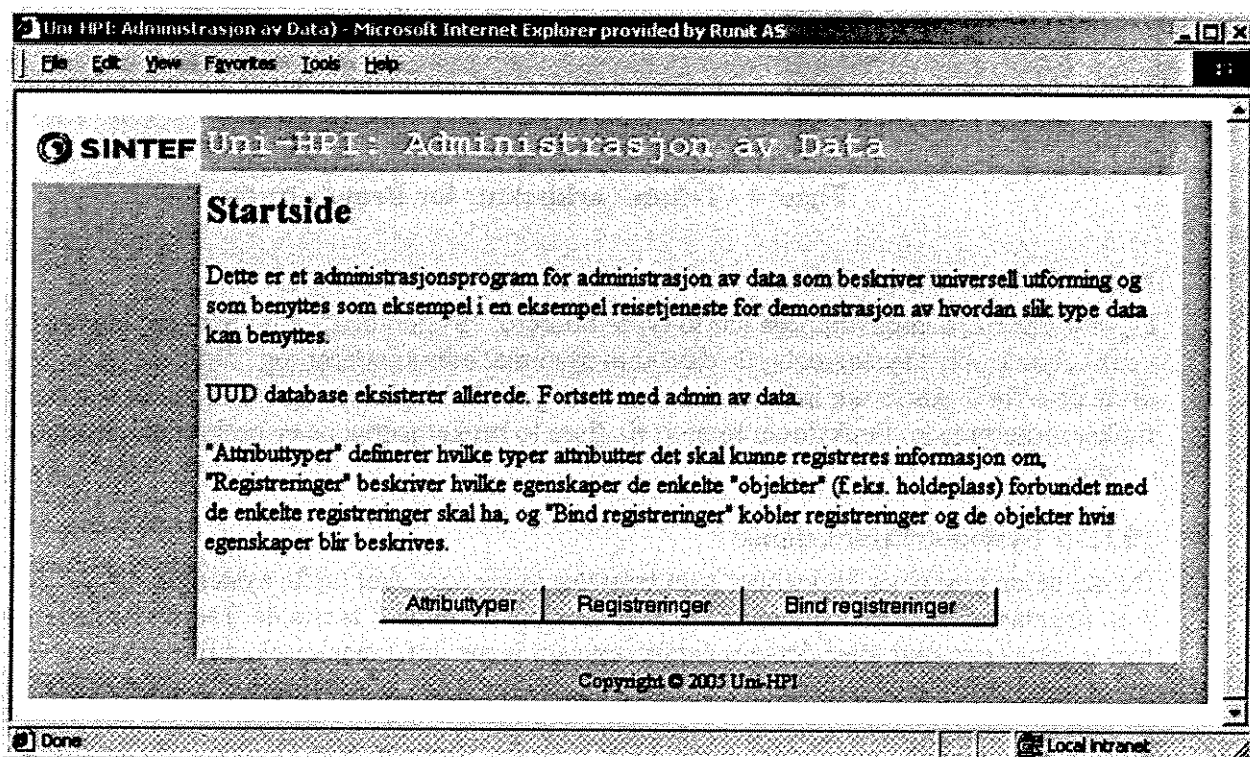 Uni-HPI: Administrasjon av Data) - Microsoft Internet Explorer provided by Runit AS
File Edit View Favorites Tools Help
SINTEF Uni-HPI: Administrasjon av Data
Startside
Dette er et administrasjonsprogram for administrasjon av data som beskriver universell utforming og
som benyttes som eksempel i en eksempel reisetjeneste for demonstrasjon av hvordan slik type data
kan benyttes.
UUD database eksisterer allerede. Fortsett med admin av data.
"Attributtyper" definerer hvilke typer attributter det skal kunne registreres informasjon om,
"Registreringer" beskriver hvilke egenskaper de enkelte "objekter" (f.eks. holdeplass) forbundet med
de enkelte registreringer skal ha, og "Bind registreringer" kobler registreringer og de objekter hvis
egenskaper blir beskrives.
Attributtyper Registreringer Bind registreringer
Copyright © 2005 Uni-HPI
Done Local intranet